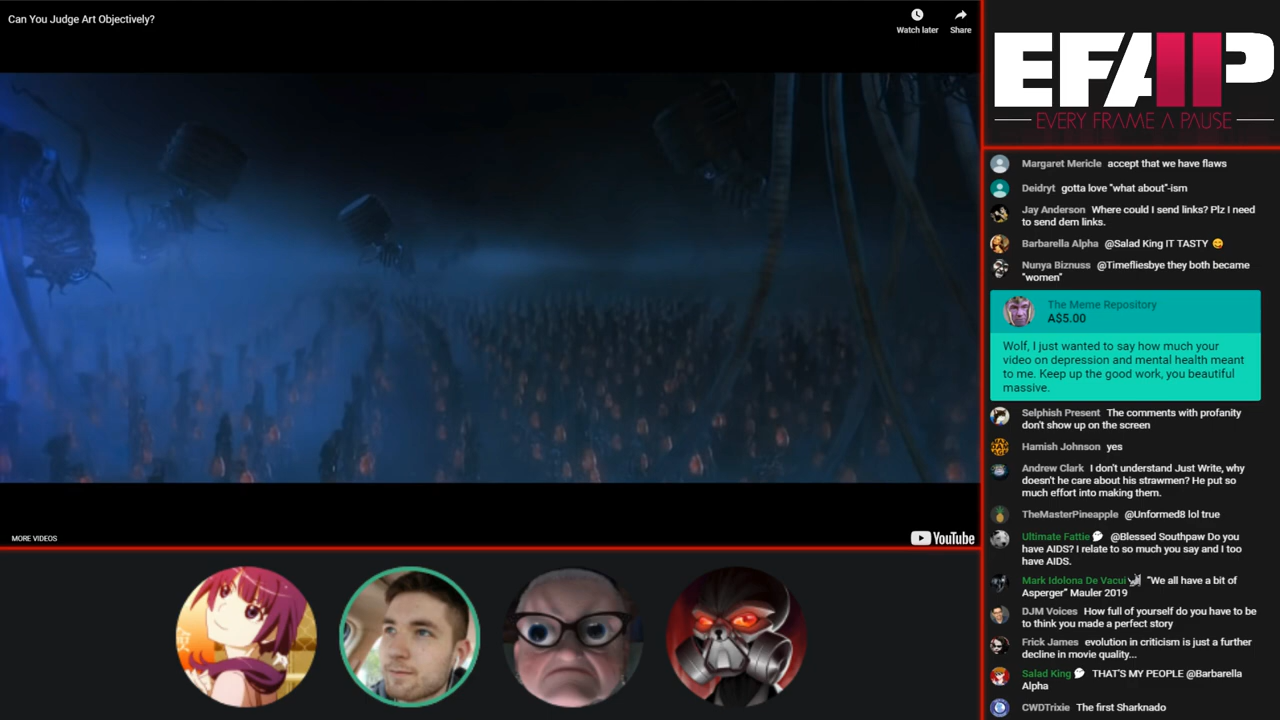 Can You Judge Art Objectively?
Watch later
Share
MORE VIDEOS
YouTube
EFAP
EVERY FRAME A PAUSE
Margaret Mericle accept that we have flaws
Deidryt gotta love "what about"-ism
Jay Anderson Where could I send links? Plz I need
to send dem links.
Barbarella Alpha @Salad King IT TASTY 😋
Nunya Biznuss @Timefliesbye they both became
"women"
The Meme Repository
A$5.00
Wolf, I just wanted to say how much your
video on depression and mental health meant
to me. Keep up the good work, you beautiful
massive.
Selphish Present The comments with profanity
don't show up on the screen
Hamish Johnson yes
Andrew Clark I don't understand Just Write, why
doesn't he care about his strawmen? He put so
much effort into making them.
TheMasterPineapple @Unformed8 lol true
Ultimate Fattie @Blessed Southpaw Do you
have AIDS? I relate to so much you say and I too
have AIDS.
Mark Idolona De Vacui "We all have a bit of
Asperger" Mauler 2019
DJM Voices How full of yourself do you have to be
to think you made a perfect story
Frick James evolution in criticism is just a further
decline in movie quality...
Salad King THAT'S MY PEOPLE @Barbarella
Alpha
CWDTrixie The first Sharknado